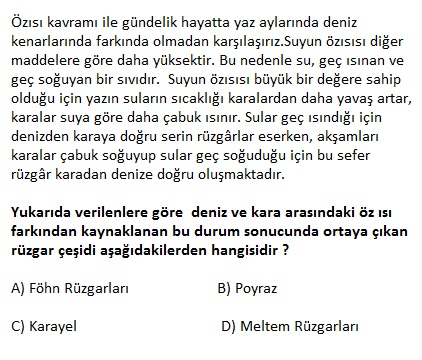 Özısı kavramı ile gündelik hayatta yaz aylarında deniz
kenarlarında farkında olmadan karşılaşırız.Suyun özısısı diğer
maddelere göre daha yüksektir. Bu nedenle su, geç ısınan ve
geç soğuyan bir sıvıdır.  Suyun özısısı büyük bir değere sahip
olduğu için yazın suların sıcaklığı karalardan daha yavaş artar,
karalar suya göre daha çabuk ısınır. Sular geç ısındığı için
denizden karaya doğru serin rüzgârlar eserken, akşamları
karalar çabuk soğuyup sular geç soğuduğu için bu sefer
rüzgâr karadan denize doğru oluşmaktadır.
Yukarıda verilenlere göre  deniz ve kara arasındaki öz ısı
farkından kaynaklanan bu durum sonucunda ortaya çıkan
rüzgar çeşidi aşağıdakilerden hangisidir ?
A) Föhn Rüzgarları B) Poyraz
C) Karayel D) Meltem Rüzgarları